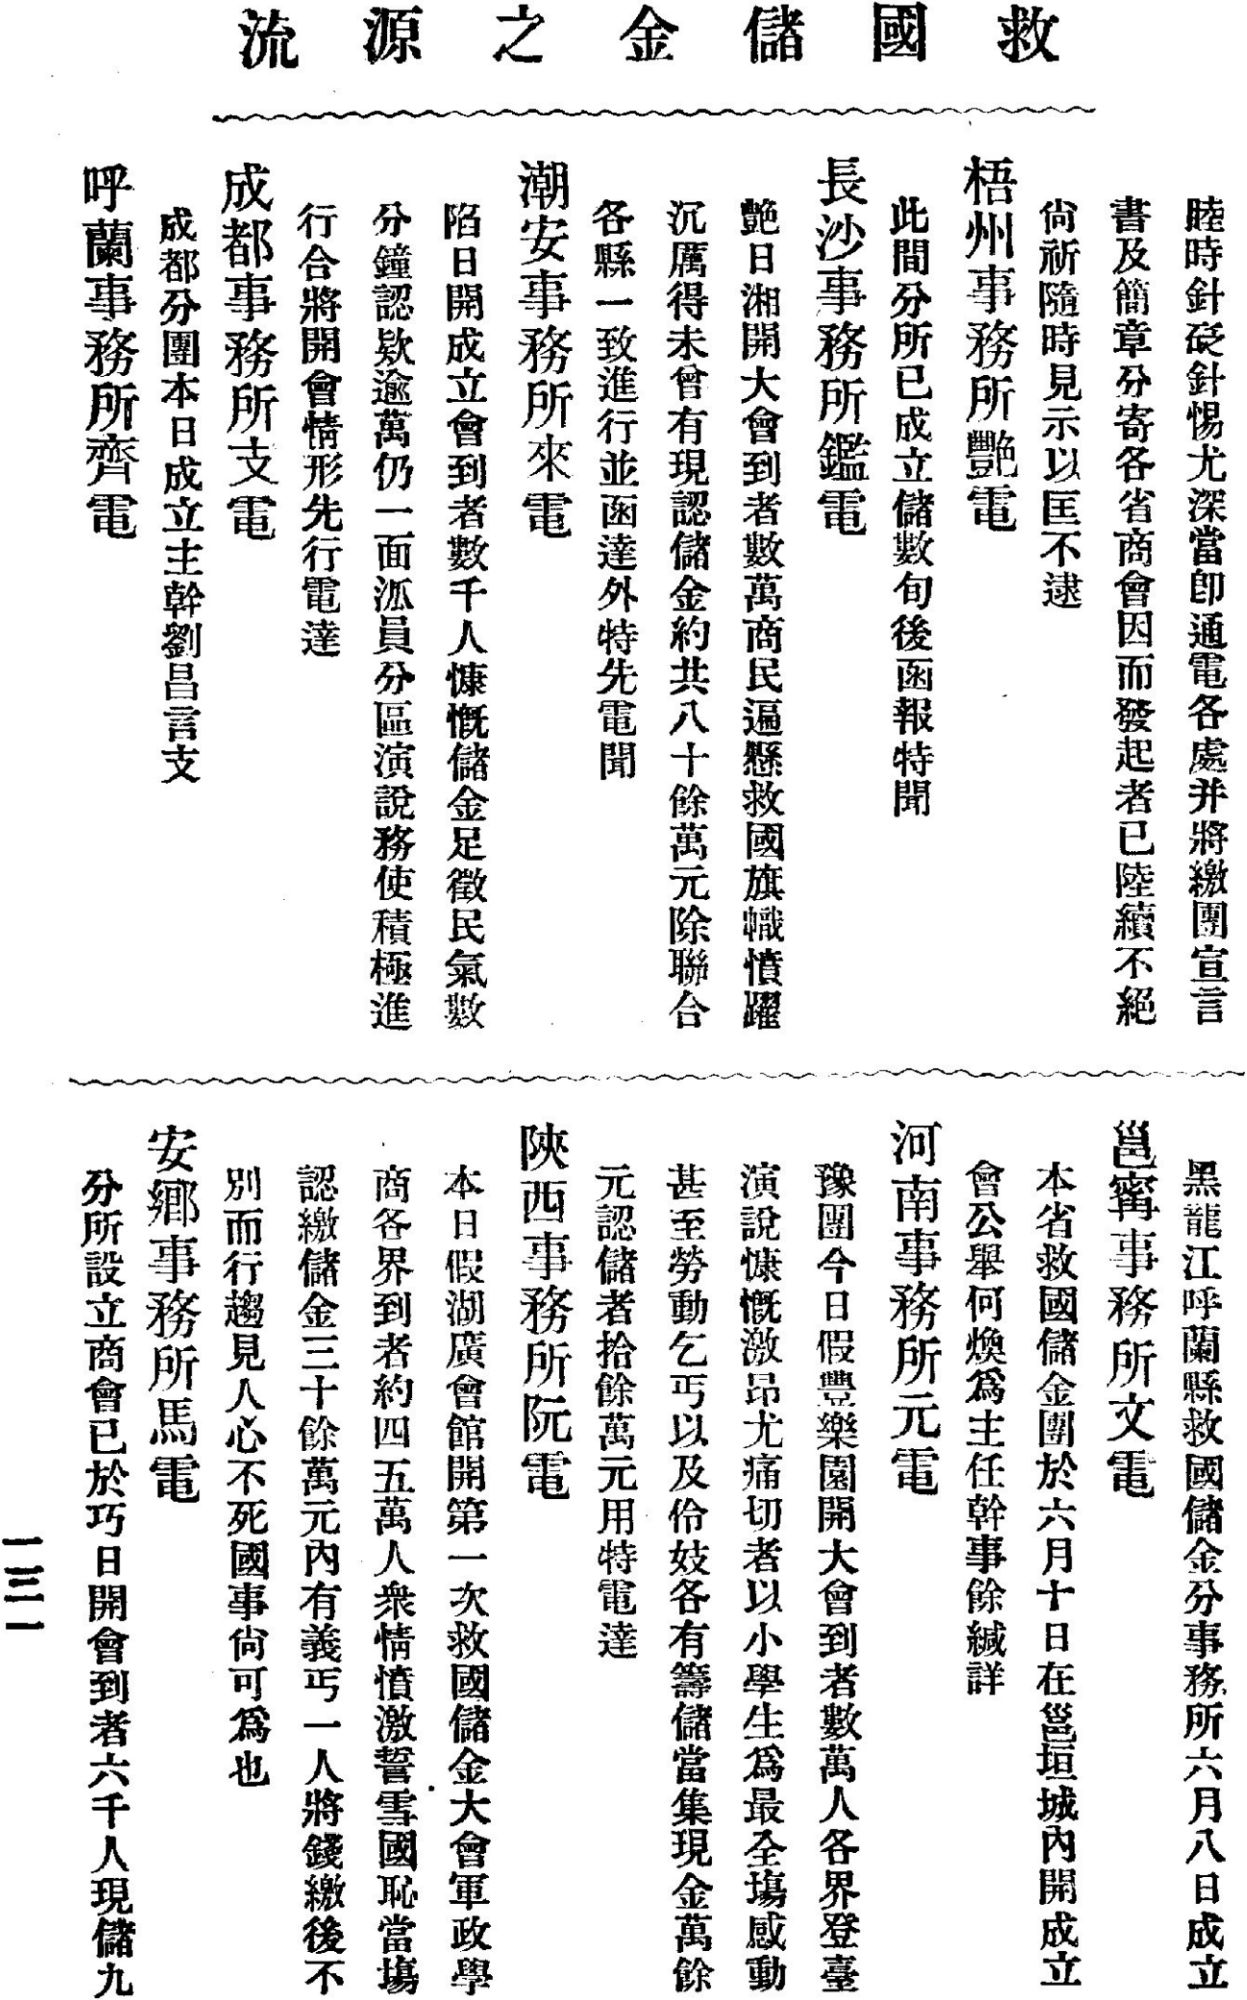 救國儲金之源流
睦時針砭針惕尤深當卽通電各處并將繳團宣言
書及簡章分寄各省商會因而發起者已陸續不絕
尙祈隨時見示以匡不逮
梧州事務所艷電
此間分所已成立儲數旬後函報特聞
長沙事務所鑑電
艷日湘開大會到者數萬商民遍懸救國旗幟憤躍
沉厲得未曾有現認儲金約共八十餘萬元除聯合
各縣一致進行並函達外特先電聞
潮安事務所來電
陷日開成立會到者數千人慷慨儲金足徵民氣數
分鐘認欵逾萬仍一面派員分區演說務使積極進
行合將開會情形先行電達
成都事務所支電
成都分團本日成立主幹劉昌言支
呼蘭事務所齊電
黑龍江呼蘭縣救國儲金分事務所六月八日成立
邕寗事務所文電
本省救國儲金團於六月十日在邕垣城內開成立
會公舉何煥爲主任幹事餘緘詳
河南事務所元電
豫團今日假豐樂園開大會到者數萬人各界登臺
演說慷慨激昂尤痛切者以小學生爲最全塲感動
甚至勞動乞丐以及伶妓各有籌儲當集現金萬餘
元認儲者拾餘萬元用特電達
陝西事務所阮電
本日假湖廣會館開第一次救國儲金大會軍政學
商各界到者約四五萬人衆情憤激誓雪國恥當塲
認繳儲金三十餘萬元內有義丐一人將錢繳後不
別而行趨見人心不死國事尙可爲也
安鄉事務所馬電
分所設立商會已於巧日開會到者六千人現儲九
一三一